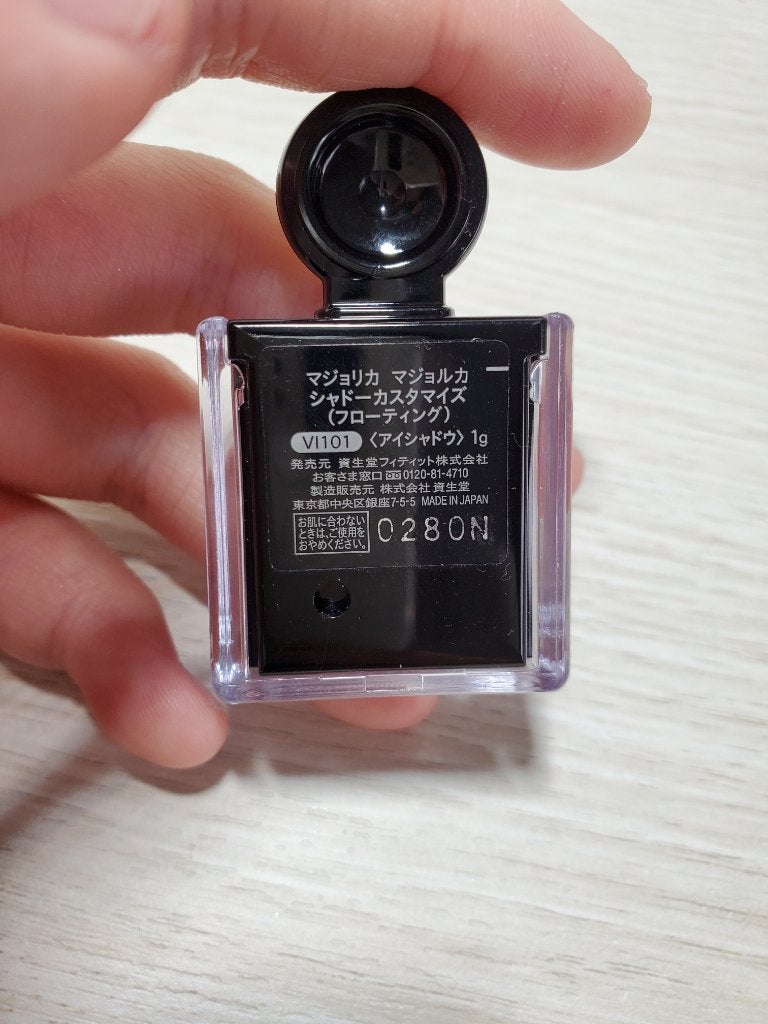 マジョリカ マジョルカ
シャドーカスタマイズ
(フローティング)
VI101 〈アイシャドウ〉 1g
発売元 資生堂フィティット株式会社
お客さま窓口 0120-81-4710
製造販売元 株式会社 資生堂
東京都中央区銀座7-5-5 MADE IN JAPAN
お肌に合わない
ときは、ご使用を
おやめください。
0280N